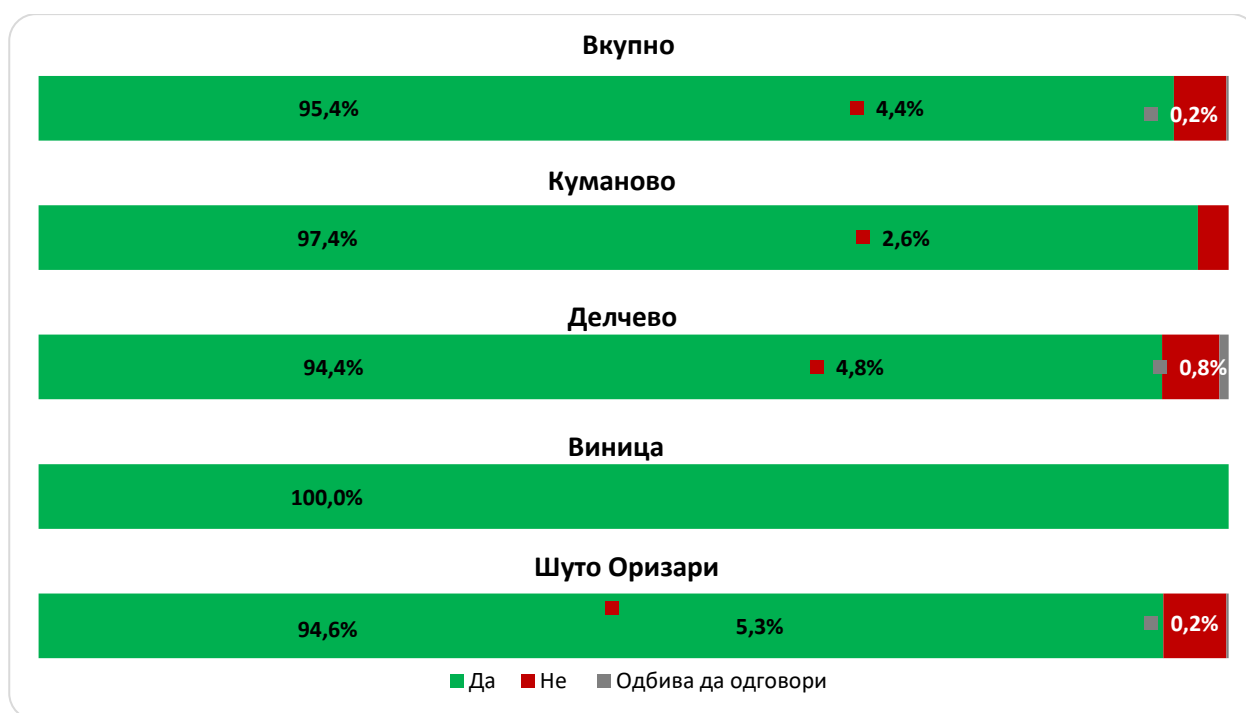 Вкупно
95,4% 4,4% 0,2%
Куманово
97,4% 2,6%
Делчево
94,4% 4,8% 0,8%
Виница
100,0%
Шуто Оризари
94,6% 5,3% 0,2%
Да Не Одбива да одговори